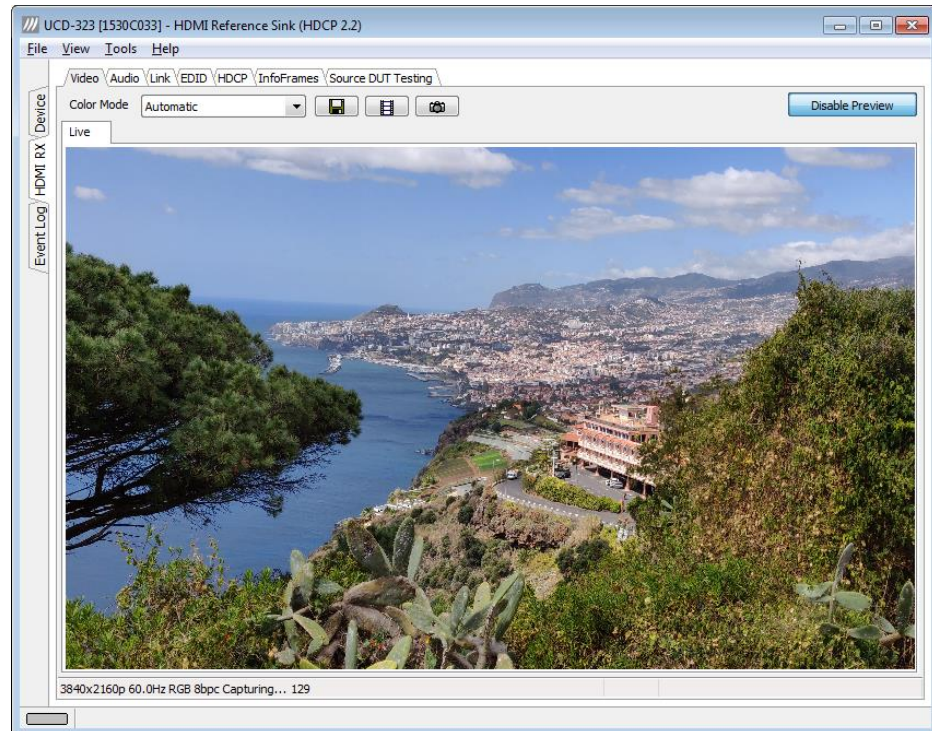 UCD-323 [1530C033] - HDMI Reference Sink (HDCP 2.2)
File View Tools Help
Device
HDMI RX
Event Log
Video Audio Link EDID HDCP InfoFrames Source DUT Testing
Color Mode Automatic Disable Preview
Live
3840x2160p 60.0Hz RGB 8bpc Capturing... 129